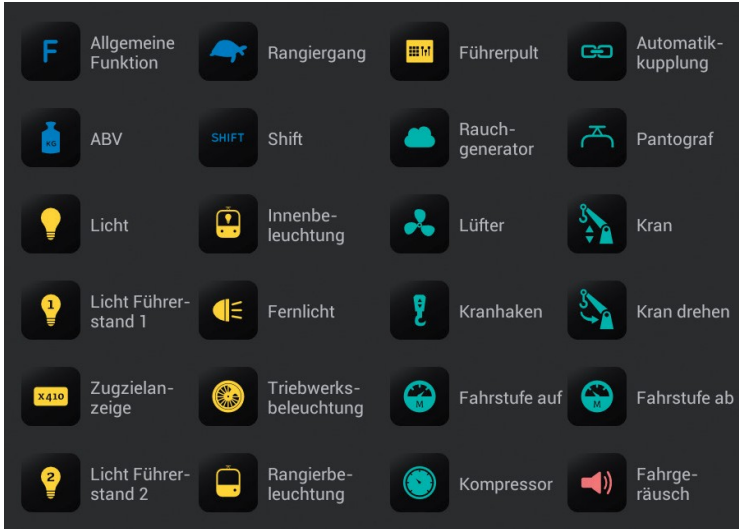 F
Allgemeine
Funktion
Rangiergang
Führerpult
Automatik-
kupplung
KG
ABV
SHIFT
Shift
Rauch-
generator
Pantograf
Licht
Innenbe-
leuchtung
Lüfter
Kran
1
Licht Führer-
stand 1
Fernlicht
Kranhaken
Kran drehen
X410
Zugzielan-
zeige
Triebwerks-
beleuchtung
M
Fahrstufe auf
M
Fahrstufe ab
2
Licht Führer-
stand 2
Rangierbe-
leuchtung
Kompressor
Fahrge-
räusch